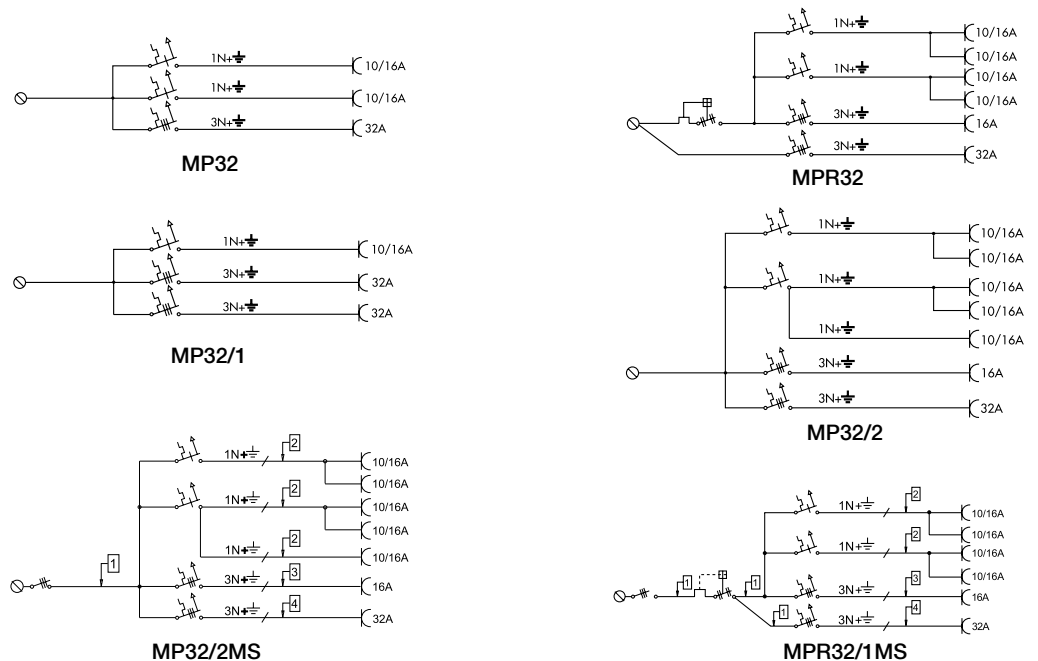 1N+⏚ 10/16A
1N+⏚ 10/16A
3N+⏚ 32A
MP32
1N+⏚ 10/16A
10/16A
1N+⏚ 10/16A
10/16A
3N+⏚ 16A
3N+⏚ 32A
MPR32
1N+⏚ 10/16A
3N+⏚ 32A
3N+⏚ 32A
MP32/1
1N+⏚ 10/16A
10/16A
1N+⏚ 10/16A
10/16A
1N+⏚ 10/16A
3N+⏚ 16A
3N+⏚ 32A
MP32/2
1N+⏚ 2 10/16A
10/16A
1N+⏚ 2 10/16A
10/16A
1N+⏚ 2 10/16A
1 3N+⏚ 3 16A
3N+⏚ 4 32A
MP32/2MS
1N+⏚ 2 10/16A
10/16A
1N+⏚ 2 10/16A
10/16A
1 1 3N+⏚ 3 16A
1 3N+⏚ 4 32A
MPR32/1MS